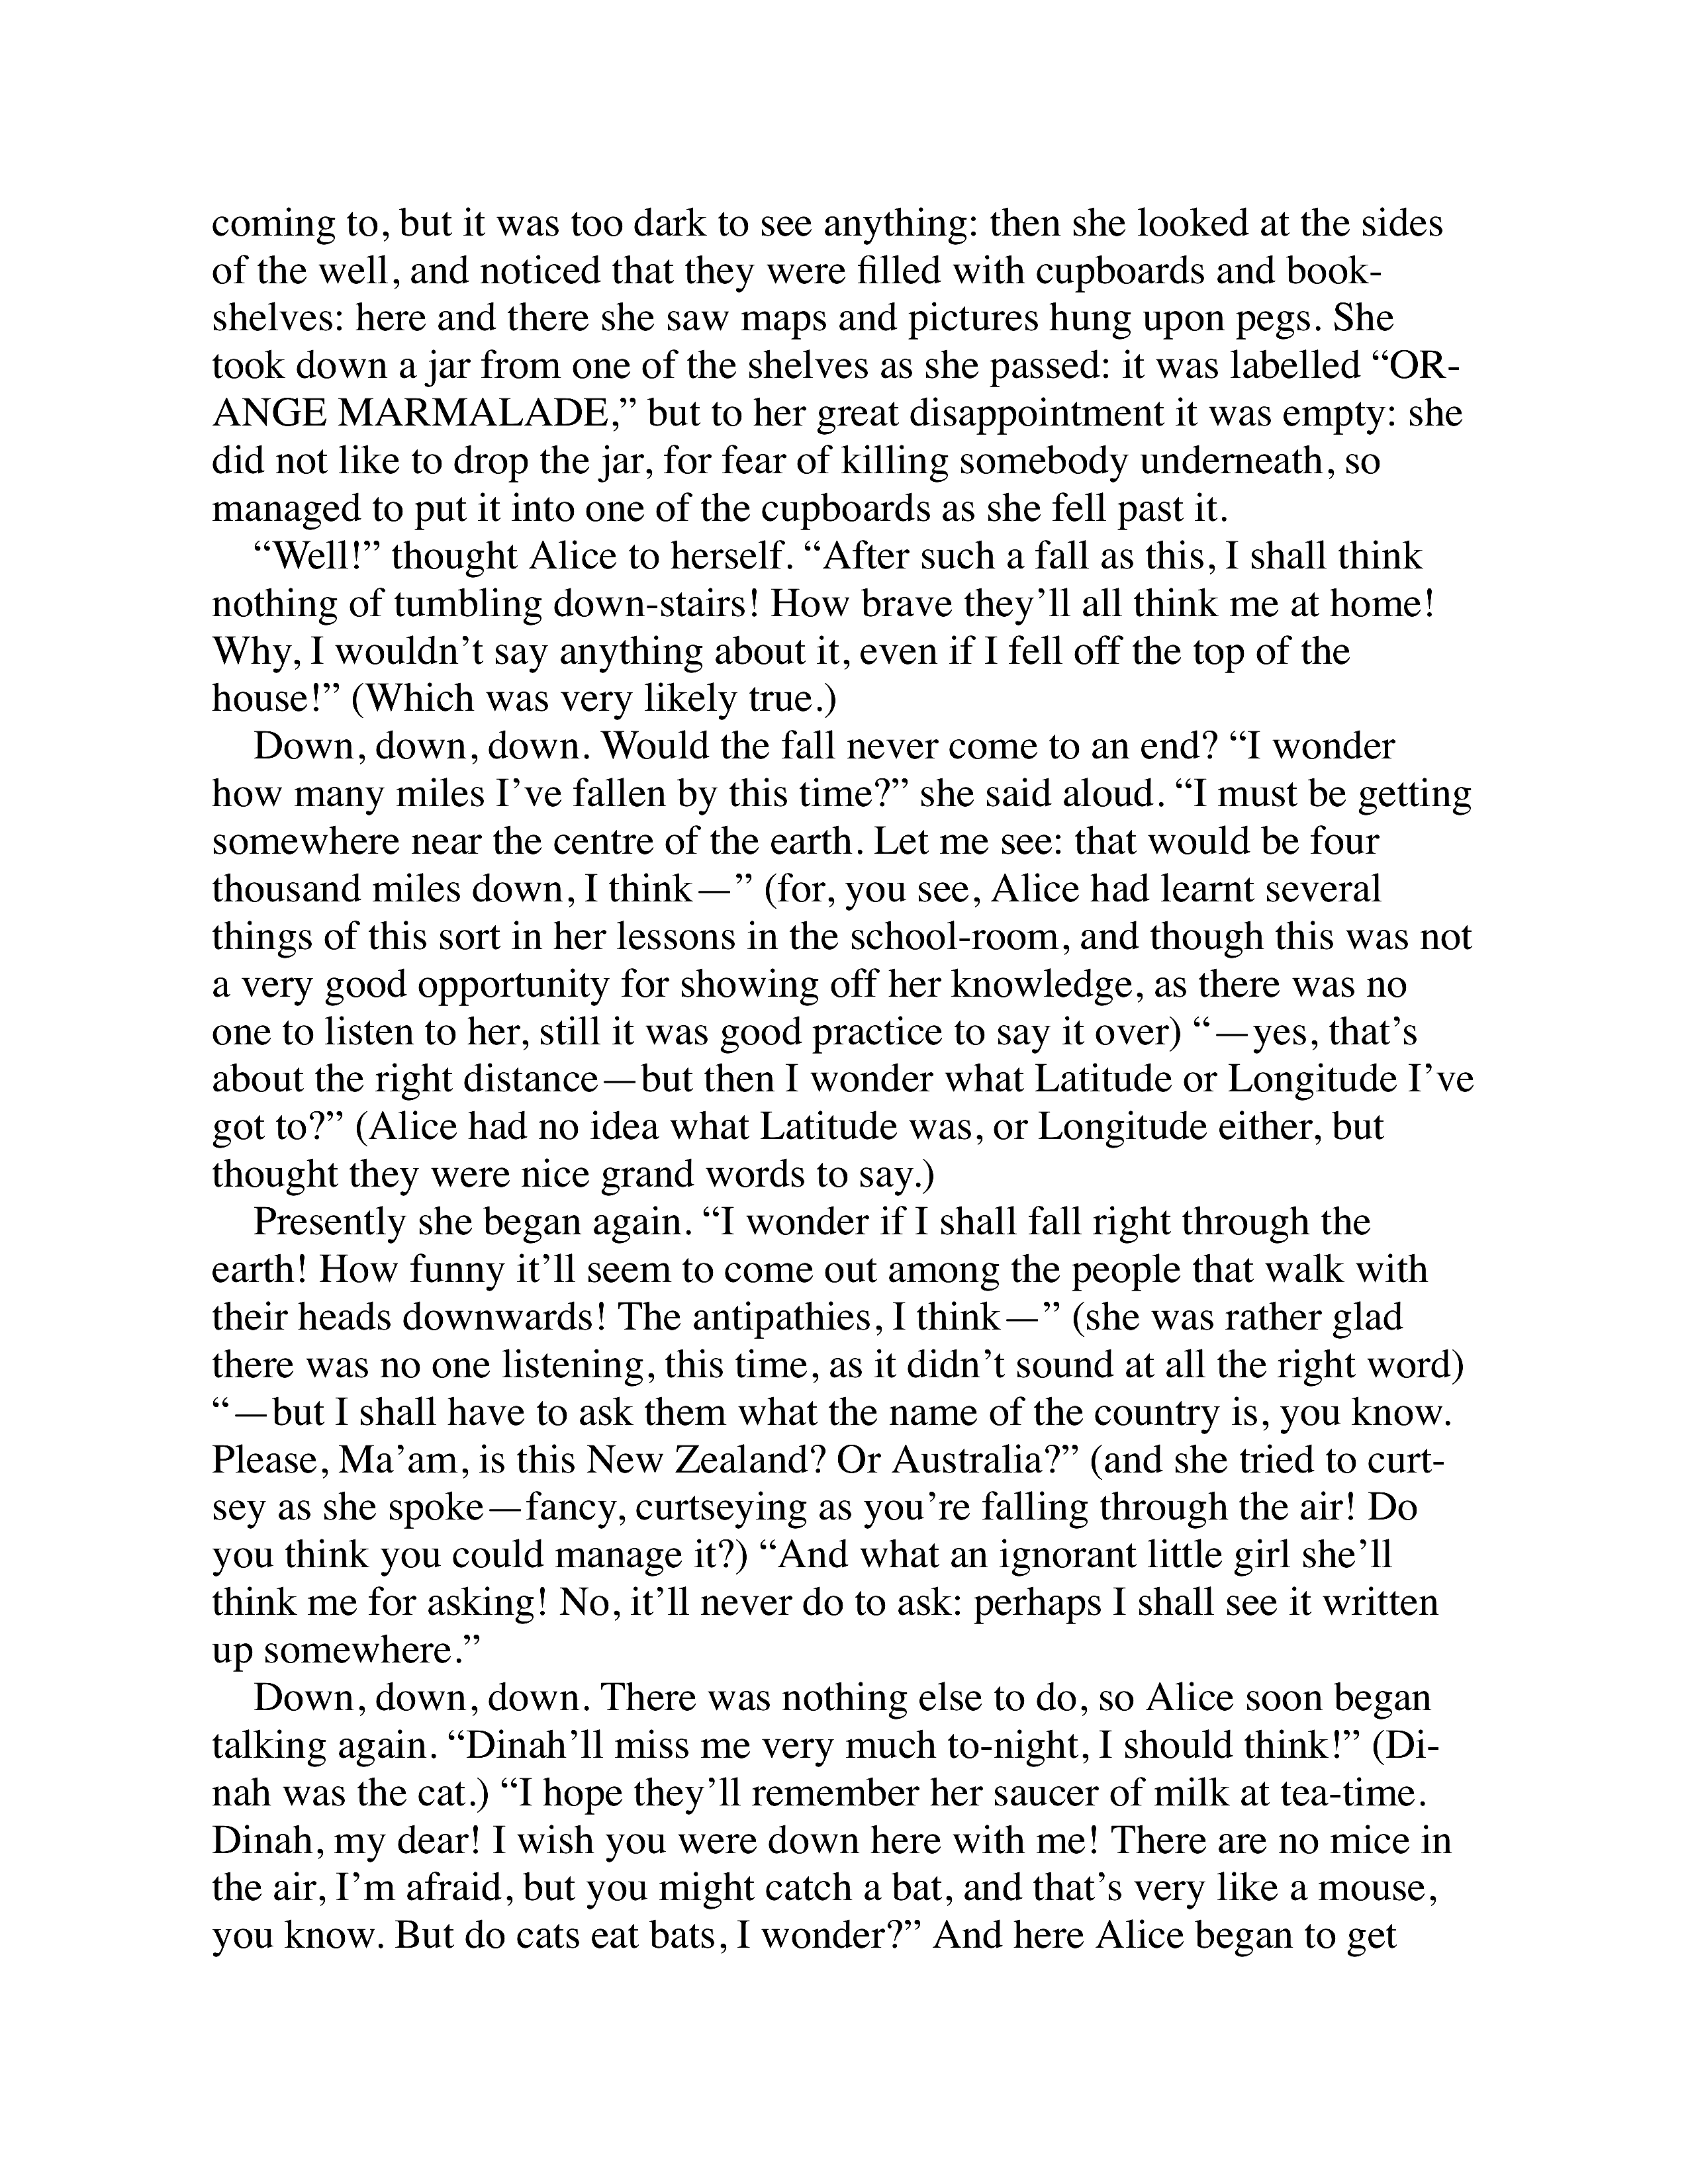 coming to, but it was too dark to see anything: then she looked at the sides
of the well, and noticed that they were filled with cupboards and book-
shelves: here and there she saw maps and pictures hung upon pegs. She
took down a jar from one of the shelves as she passed: it was labelled “OR-
ANGE MARMALADE,” but to her great disappointment it was empty: she
did not like to drop the jar, for fear of killing somebody underneath, so
managed to put it into one of the cupboards as she fell past it.
“Well!” thought Alice to herself. “After such a fall as this, I shall think
nothing of tumbling down-stairs! How brave they’ll all think me at home!
Why, I wouldn’t say anything about it, even if I fell off the top of the
house!” (Which was very likely true.)
Down, down, down. Would the fall never come to an end? “I wonder
how many miles I’ve fallen by this time?” she said aloud. “I must be getting
somewhere near the centre of the earth. Let me see: that would be four
thousand miles down, I think—” (for, you see, Alice had learnt several
things of this sort in her lessons in the school-room, and though this was not
a very good opportunity for showing off her knowledge, as there was no
one to listen to her, still it was good practice to say it over) “—yes, that’s
about the right distance—but then I wonder what Latitude or Longitude I’ve
got to?” (Alice had no idea what Latitude was, or Longitude either, but
thought they were nice grand words to say.)
Presently she began again. “I wonder if I shall fall right through the
earth! How funny it’ll seem to come out among the people that walk with
their heads downwards! The antipathies, I think—” (she was rather glad
there was no one listening, this time, as it didn’t sound at all the right word)
“—but I shall have to ask them what the name of the country is, you know.
Please, Ma’am, is this New Zealand? Or Australia?” (and she tried to curt-
sey as she spoke—fancy, curtseying as you’re falling through the air! Do
you think you could manage it?) “And what an ignorant little girl she’ll
think me for asking! No, it’ll never do to ask: perhaps I shall see it written
up somewhere.”
Down, down, down. There was nothing else to do, so Alice soon began
talking again. “Dinah’ll miss me very much to-night, I should think!” (Di-
nah was the cat.) “I hope they’ll remember her saucer of milk at tea-time.
Dinah, my dear! I wish you were down here with me! There are no mice in
the air, I’m afraid, but you might catch a bat, and that’s very like a mouse,
you know. But do cats eat bats, I wonder?” And here Alice began to get